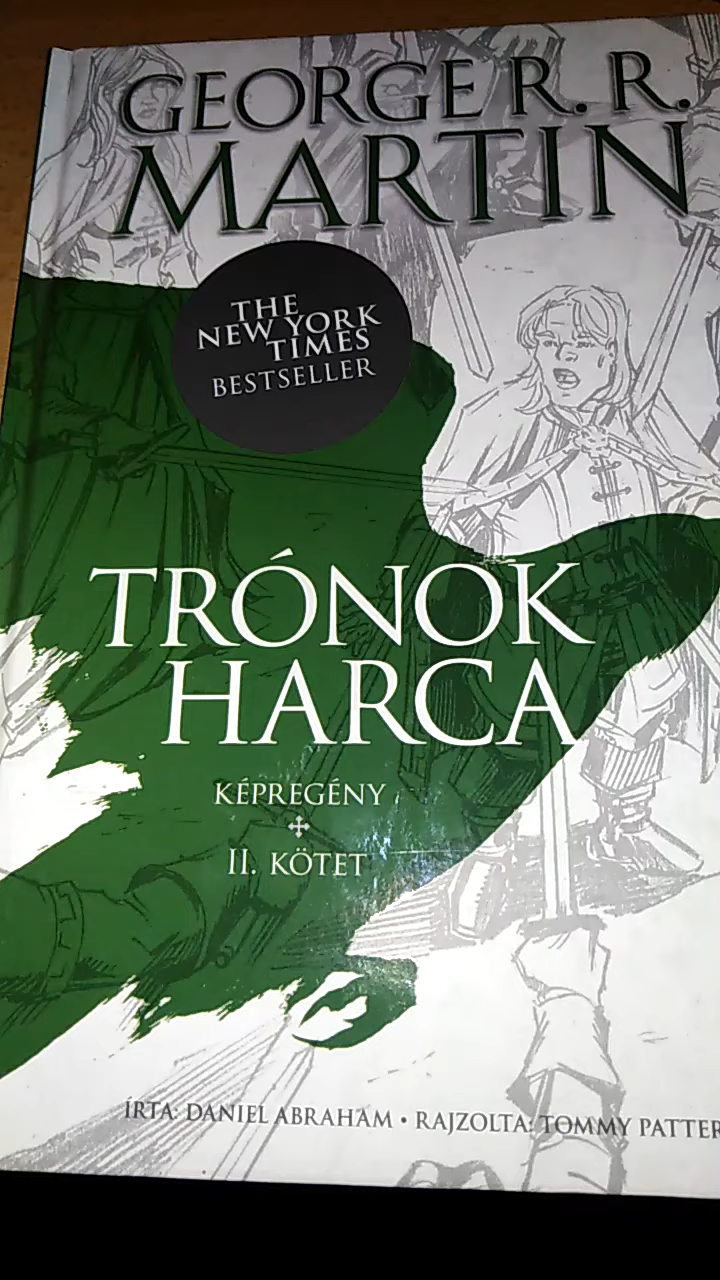 GEORGE R. R.
MARTIN
THE
NEW YORK
TIMES
BESTSELLER
TRÓNOK
HARCA
KÉPREGÉNY
II. KÖTET
ÍRTA: DANIEL ABRAHAM • RAJZOLTA: TOMMY PATTER